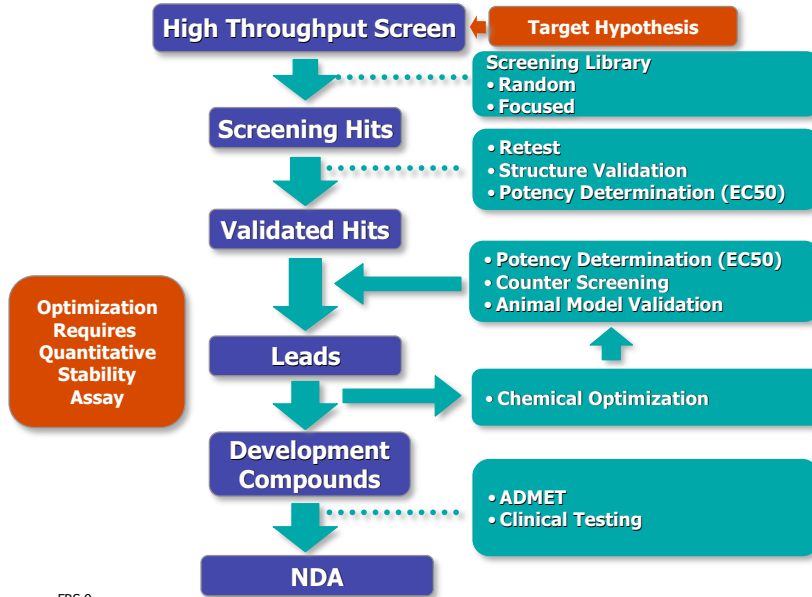 High Throughput Screen
Target Hypothesis
Screening Library
• Random
• Focused
Screening Hits
• Retest
• Structure Validation
• Potency Determination (EC50)
Validated Hits
• Potency Determination (EC50)
• Counter Screening
• Animal Model Validation
Optimization
Requires
Quantitative
Stability
Assay
Leads
• Chemical Optimization
Development
Compounds
• ADMET
• Clinical Testing
NDA